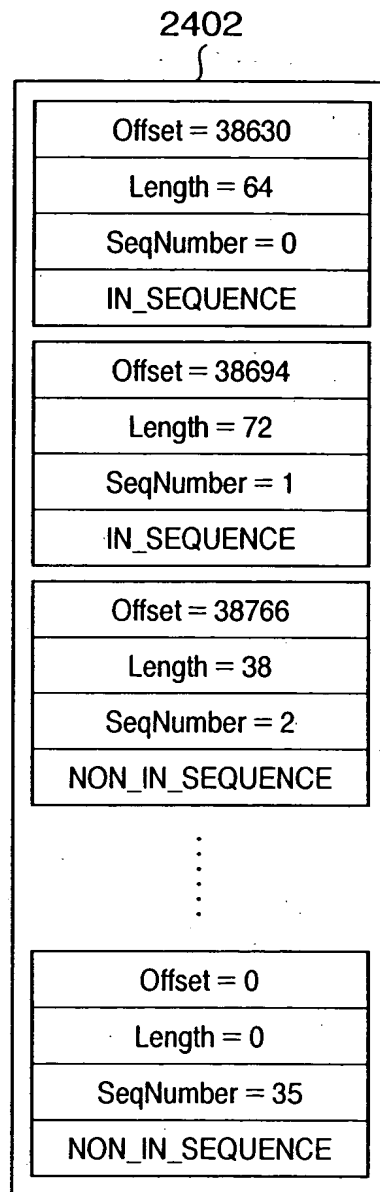 2402
Offset = 38630
Length = 64
SeqNumber = 0
IN_SEQUENCE
Offset = 38694
Length = 72
SeqNumber = 1
IN_SEQUENCE
Offset = 38766
Length = 38
SeqNumber = 2
NON_IN_SEQUENCE
Offset = 0
Length = 0
SeqNumber = 35
NON_IN_SEQUENCE